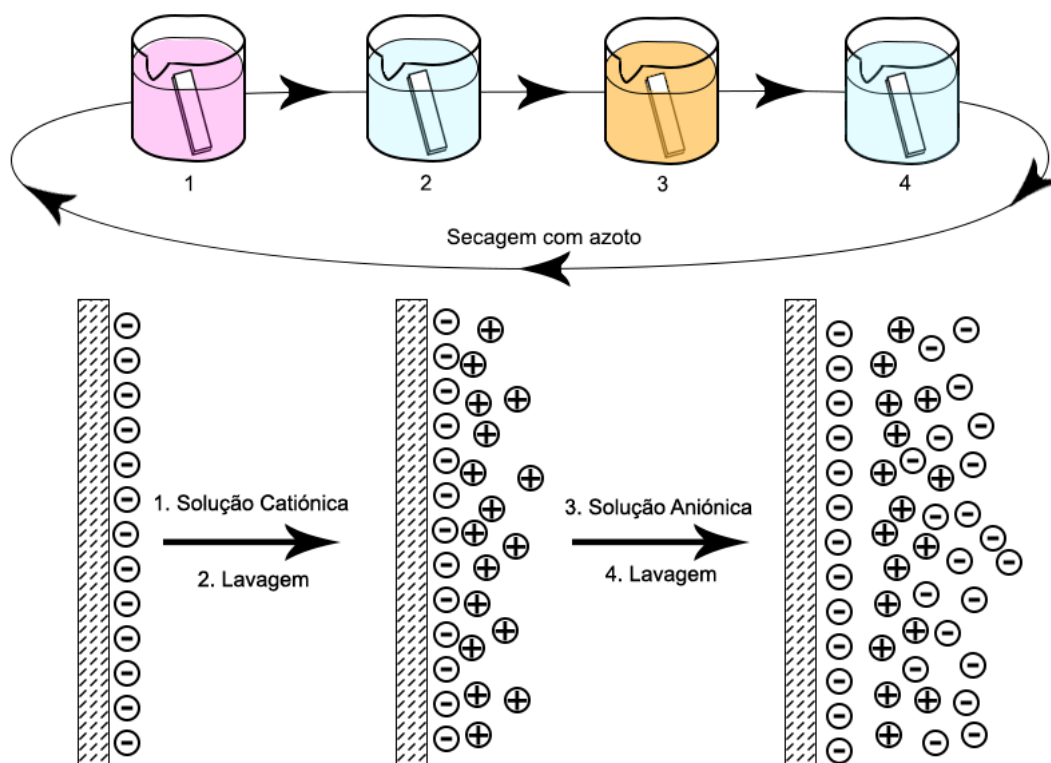 1
2
3
4
Secagem com azoto
1. Solução Catiónica
2. Lavagem
3. Solução Aniónica
4. Lavagem